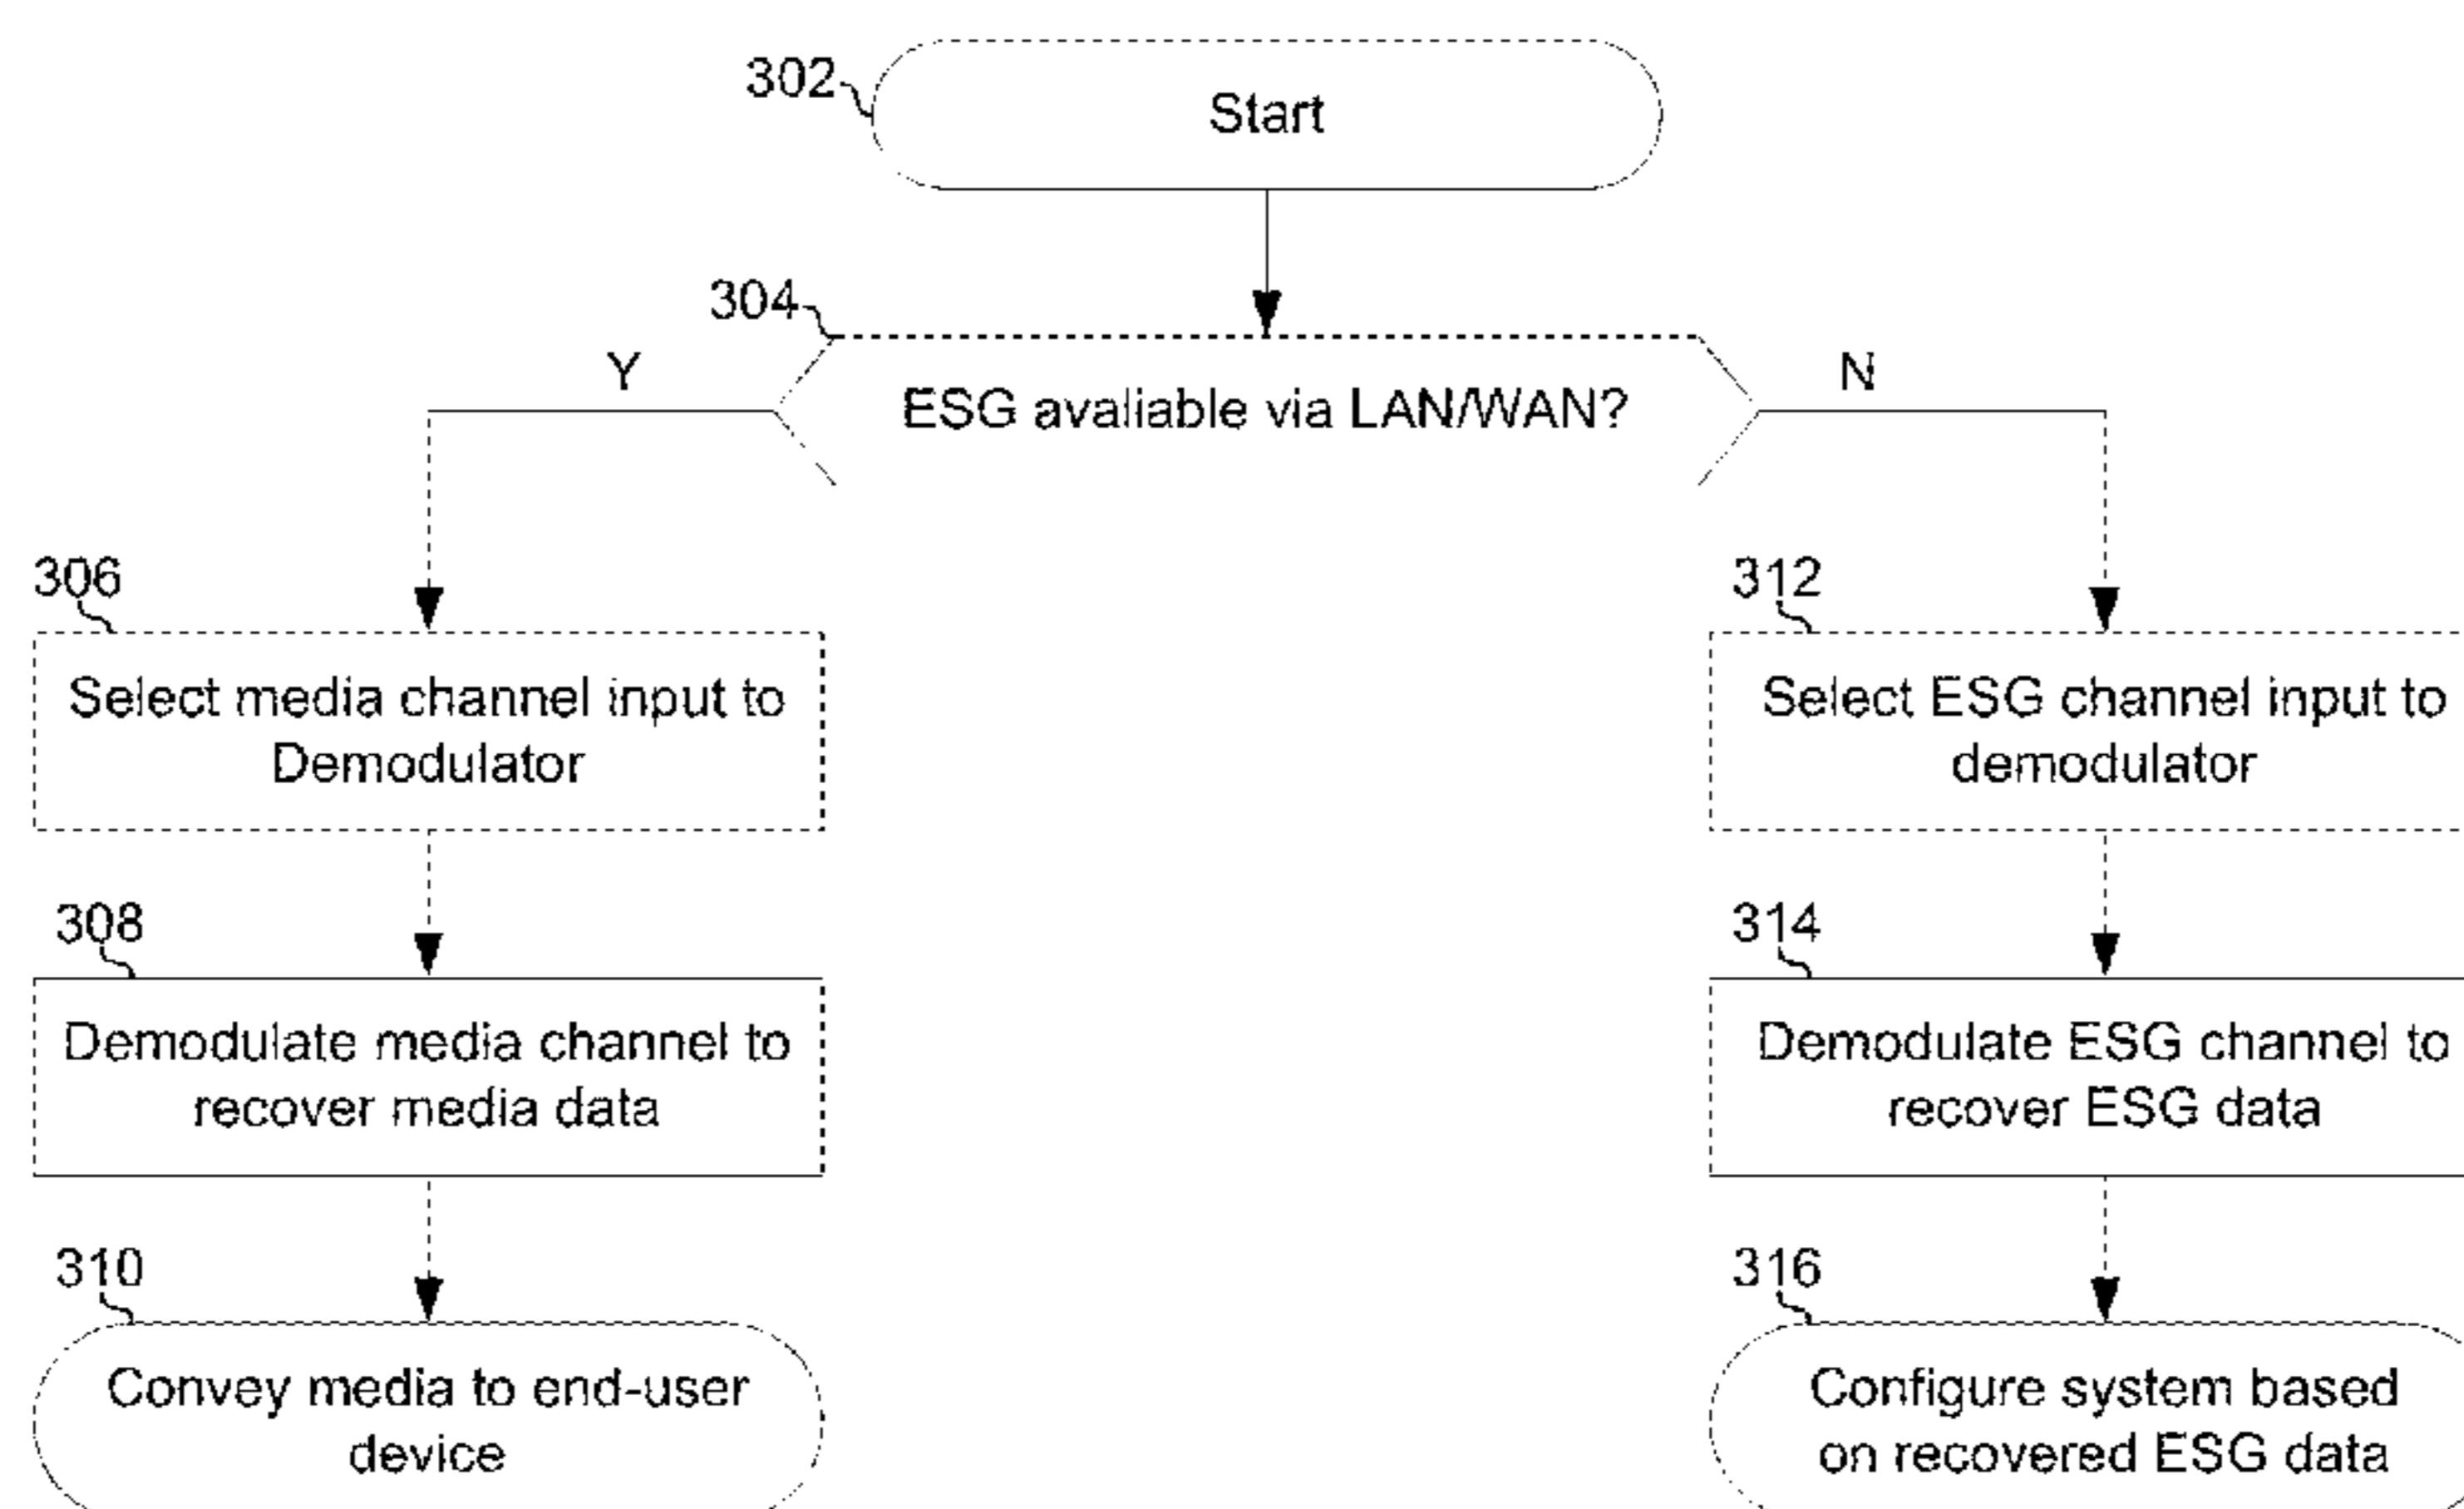 302
Start
304
Y
ESG avaliable via LAN/WAN?
N
306
Select media channel input to
Demodulator
312
Select ESG channel input to
demodulator
308
Demodulate media channel to
recover media data
314
Demodulate ESG channel to
recover ESG data
310
Convey media to end-user
device
316
Configure system based
on recovered ESG data